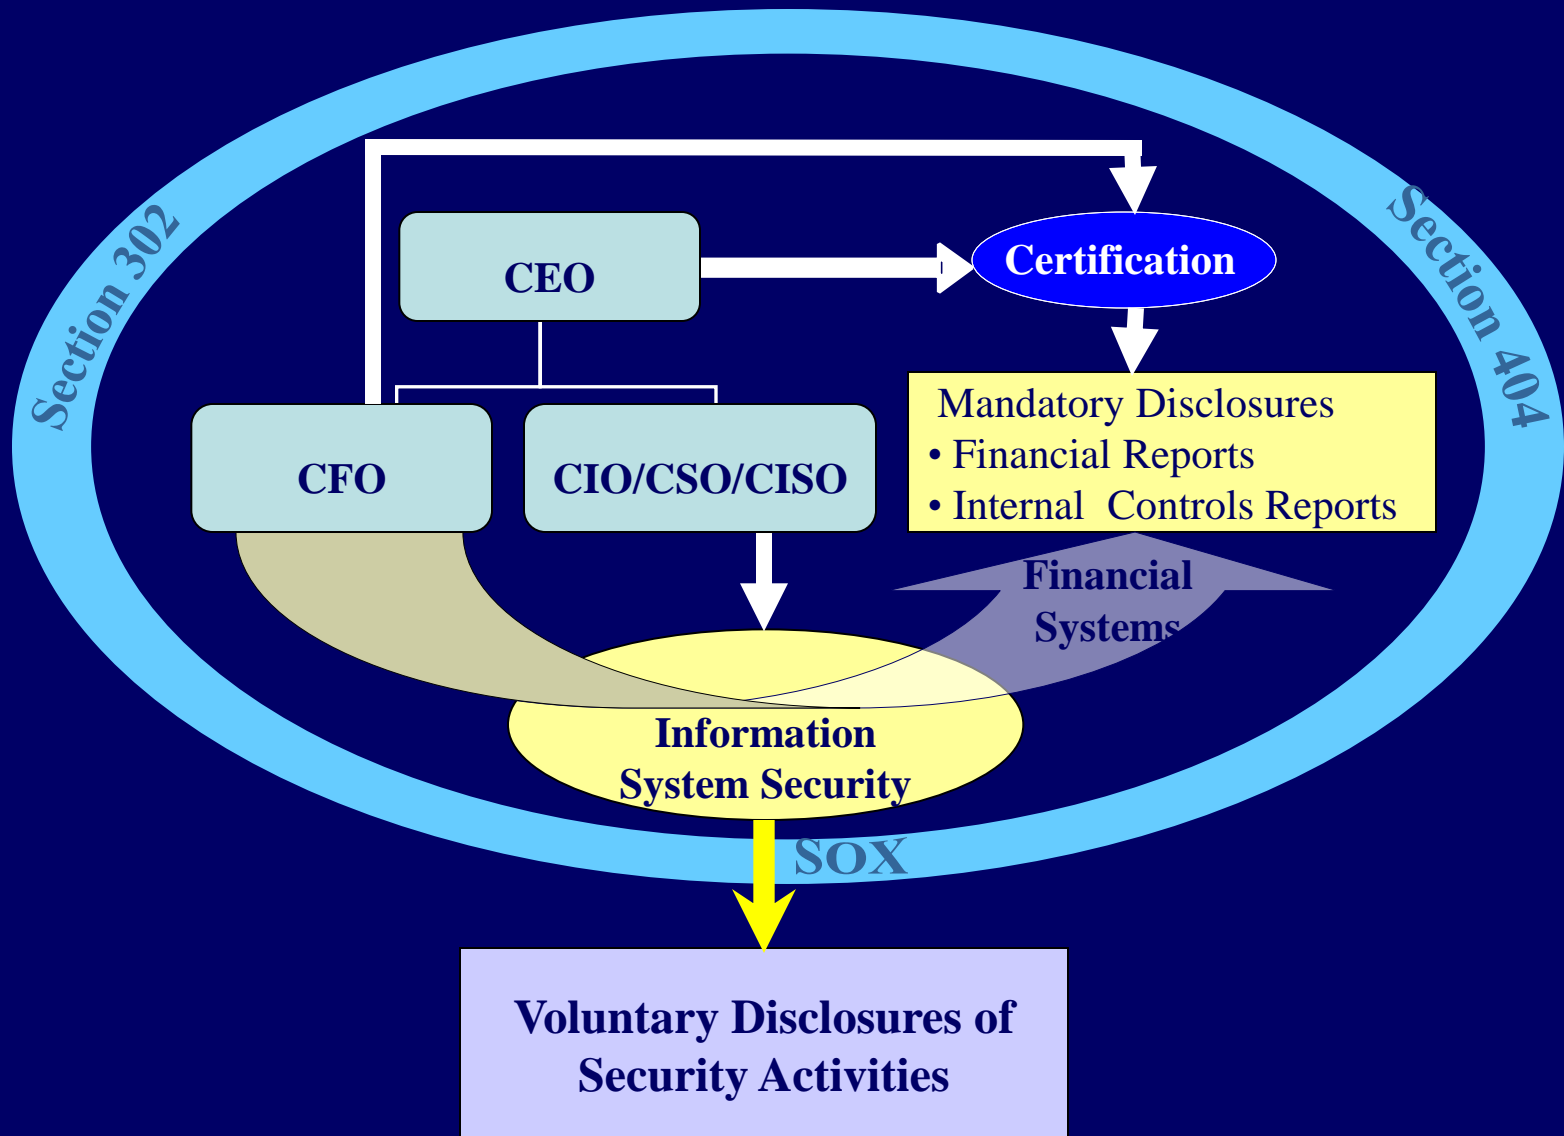 Section 302
Section 404
CEO
Certification
CFO
CIO/CSO/CISO
Mandatory Disclosures
• Financial Reports
• Internal  Controls Reports
Financial
Systems
Information
System Security
SOX
Voluntary Disclosures of
Security Activities